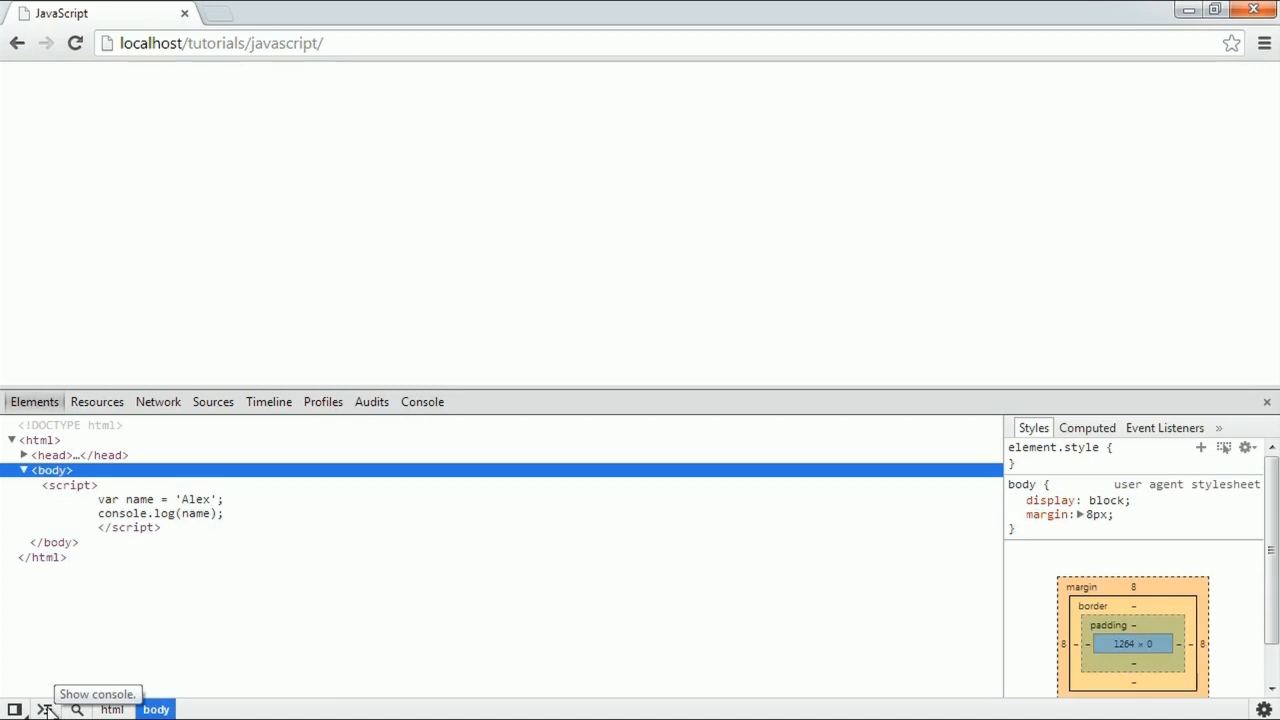 JavaScript
localhost/tutorials/javascript/
Elements Resources Network Sources Timeline Profiles Audits Console
<!DOCTYPE html>
<html>
<head>…</head>
<body>
<script>
var name = 'Alex';
console.log(name);
</script>
</body>
</html>
Styles Computed Event Listeners »
element.style {
}
body { user agent stylesheet
display: block;
margin: 8px;
}
margin 8
border –
padding –
8 – – 1264 × 0 – – 8
–
–
Show console.
html body